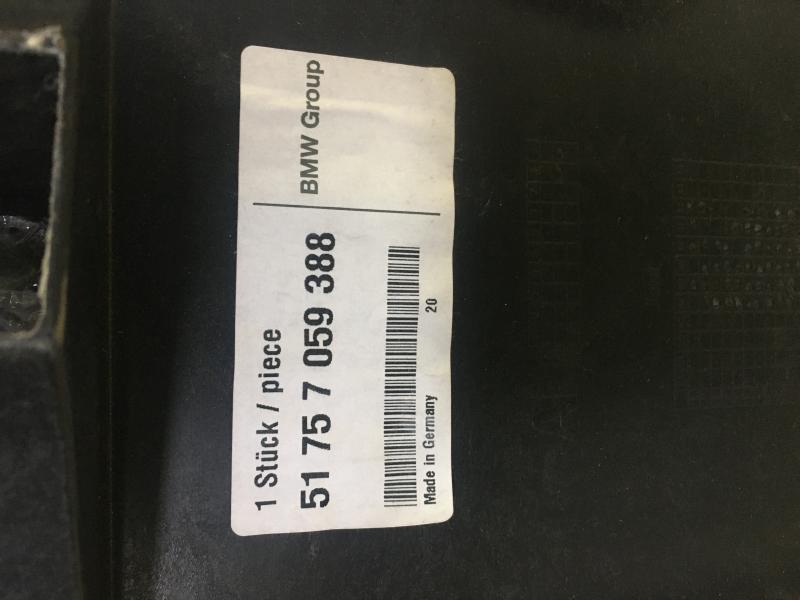 1 Stück / piece
51 75 7 059 388
BMW Group
Made in Germany
20